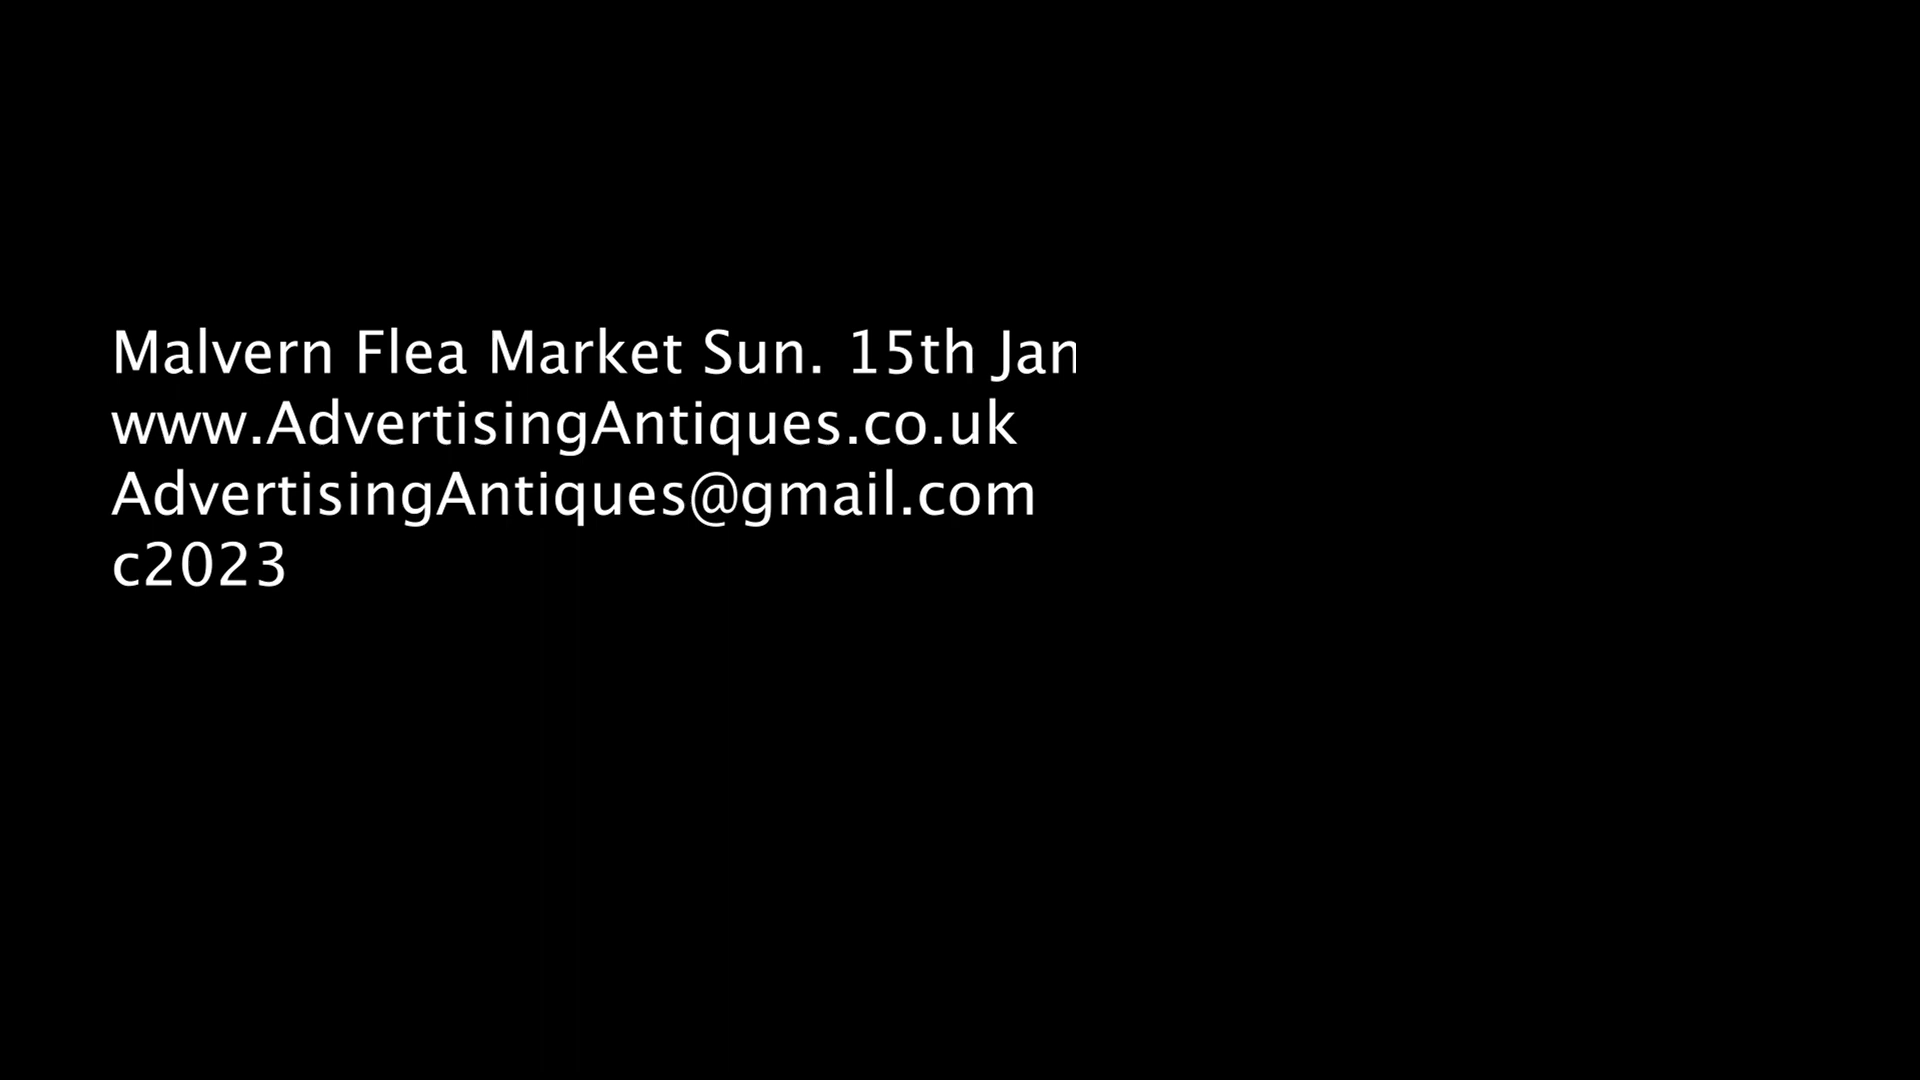 Malvern Flea Market Sun. 15th Jan
www.AdvertisingAntiques.co.uk
AdvertisingAntiques@gmail.com
c2023